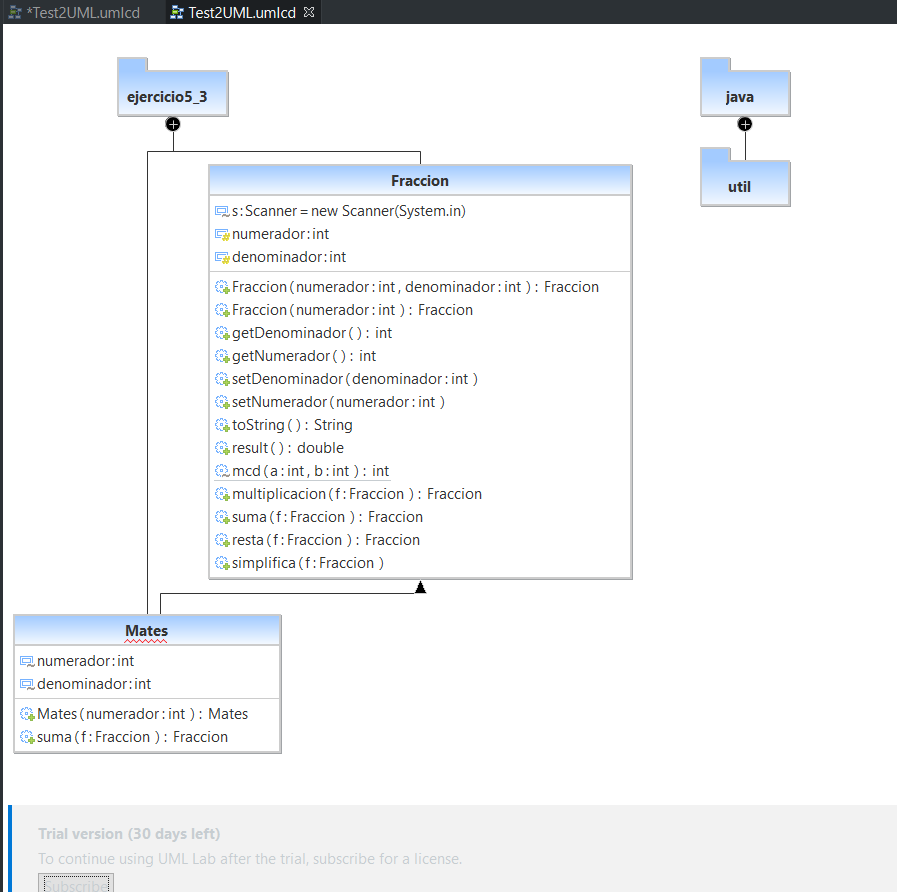 *Test2UML.umlcd Test2UML.umlcd
ejercicio5_3
java
util
Fraccion
s:Scanner = new Scanner(System.in)
numerador:int
denominador:int
Fraccion(numerador:int, denominador:int): Fraccion
Fraccion(numerador:int): Fraccion
getDenominador(): int
getNumerador(): int
setDenominador(denominador:int)
setNumerador(numerador:int)
toString(): String
result(): double
mcd(a:int, b:int): int
multiplicacion(f:Fraccion): Fraccion
suma(f:Fraccion): Fraccion
resta(f:Fraccion): Fraccion
simplifica(f:Fraccion)
Mates
numerador:int
denominador:int
Mates(numerador:int): Mates
suma(f:Fraccion): Fraccion
Trial version (30 days left)
To continue using UML Lab after the trial, subscribe for a license.
Subscribe